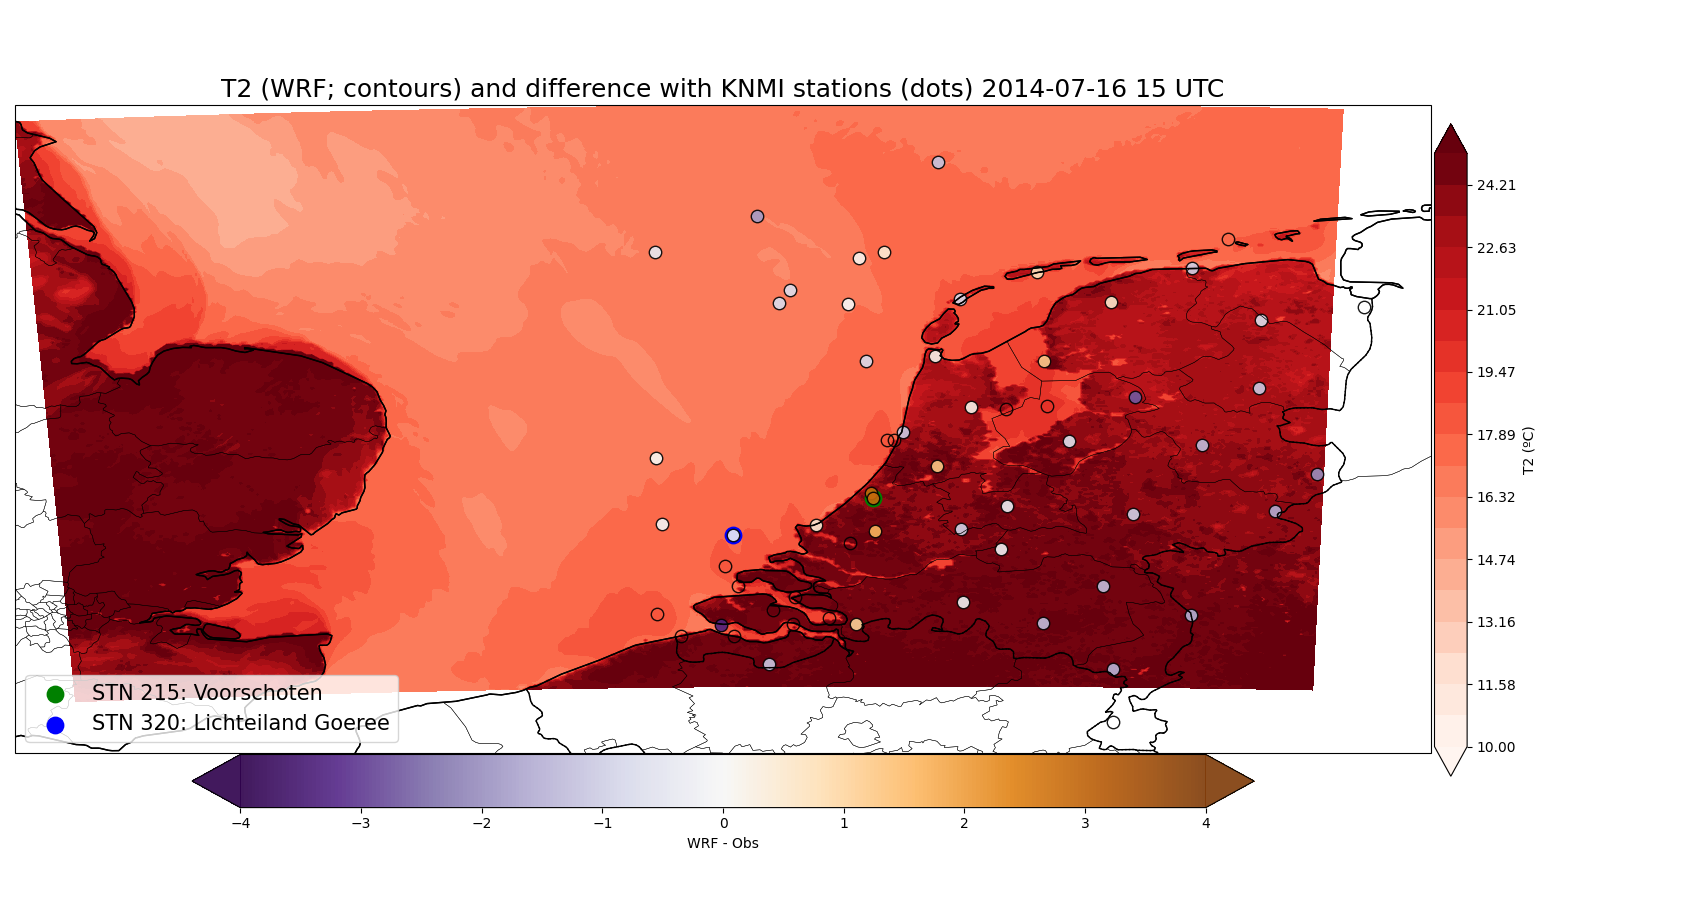 T2 (WRF; contours) and difference with KNMI stations (dots) 2014-07-16 15 UTC
24.21
22.63
21.05
19.47
17.89
16.32
14.74
13.16
11.58
10.00
T2 (ºC)
STN 215: Voorschoten
STN 320: Lichteiland Goeree
−4 −3 −2 −1 0 1 2 3 4
WRF - Obs